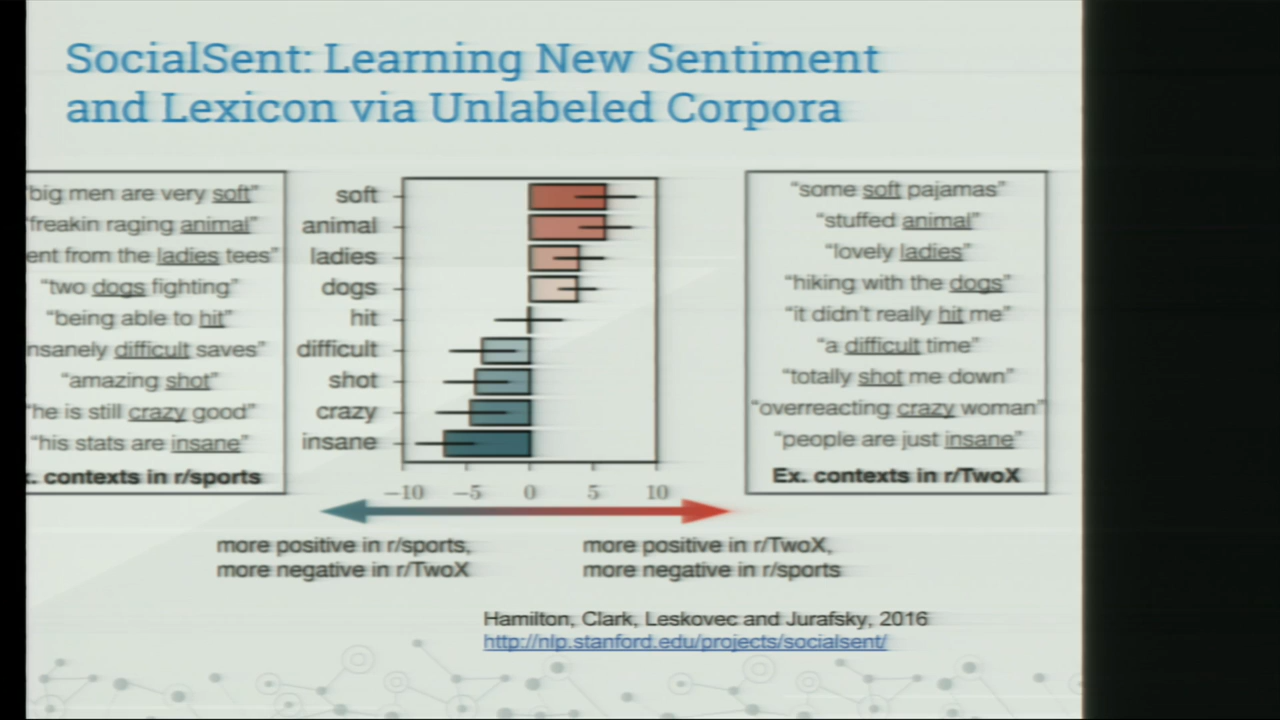 SocialSent: Learning New Sentiment
and Lexicon via Unlabeled Corpora
"big men are very soft"
"freakin raging animal"
ent from the ladies tees"
"two dogs fighting"
"being able to hit"
nsanely difficult saves"
"amazing shot"
"he is still crazy good"
"his stats are insane"
. contexts in r/sports
soft
animal
ladies
dogs
hit
difficult
shot
crazy
insane
−10 −5 0 5 10
"some soft pajamas"
"stuffed animal"
"lovely ladies"
"hiking with the dogs"
"it didn't really hit me"
"a difficult time"
"totally shot me down"
"overreacting crazy woman"
"people are just insane"
Ex. contexts in r/TwoX
more positive in r/sports,
more negative in r/TwoX
more positive in r/TwoX,
more negative in r/sports
Hamilton, Clark, Leskovec and Jurafsky, 2016
http://nlp.stanford.edu/projects/socialsent/